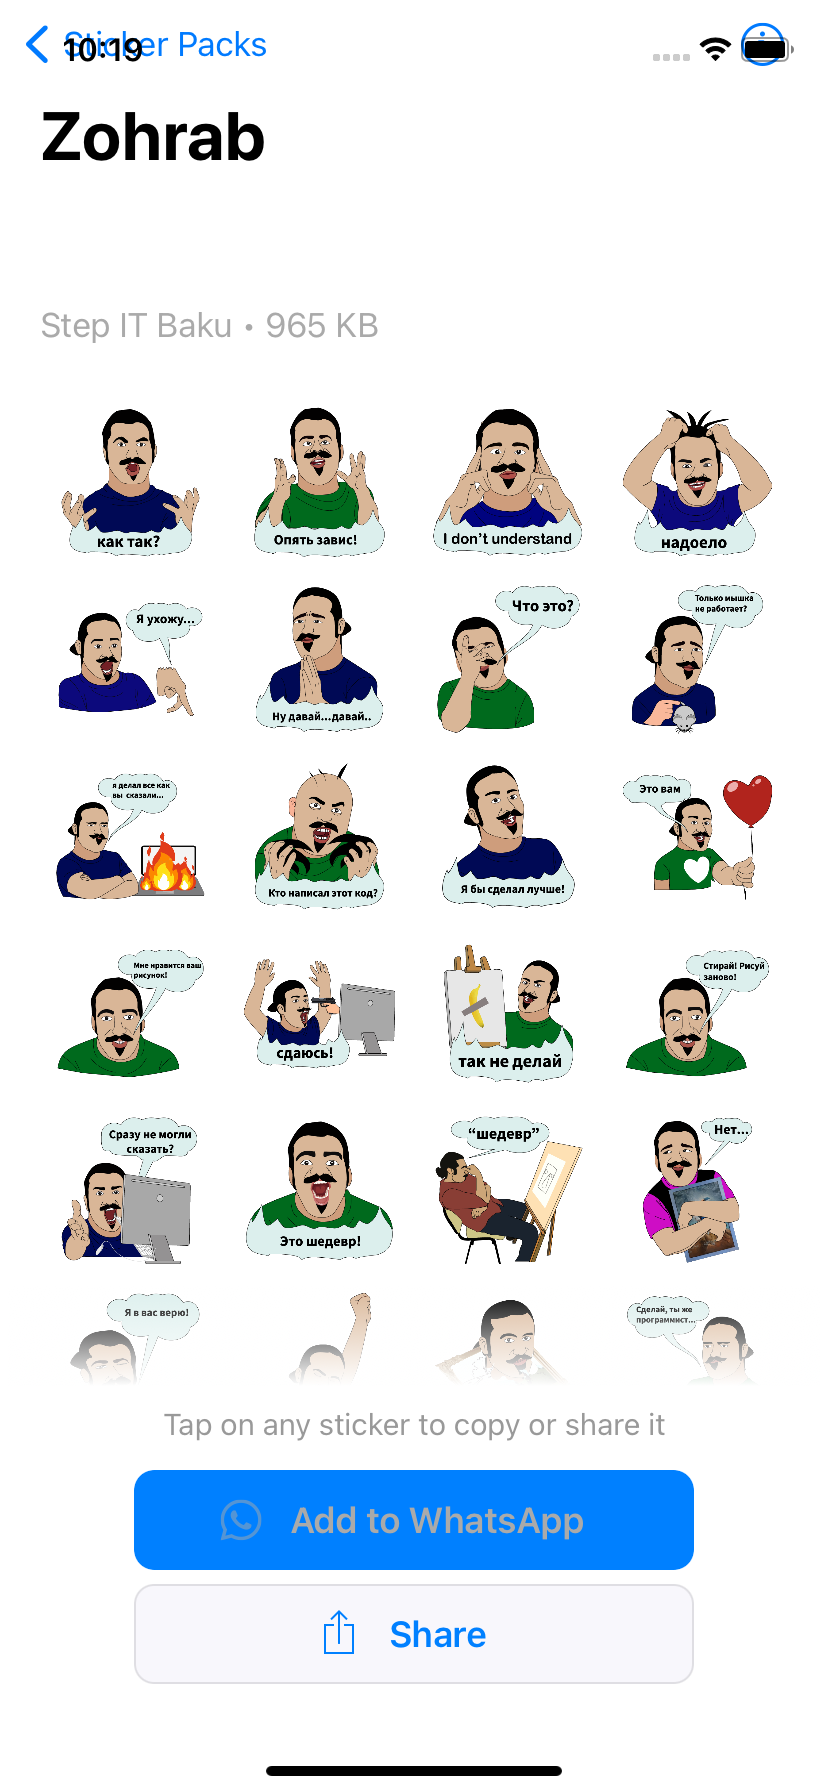 Sticker Packs
10:19
Zohrab
Step IT Baku • 965 KB
как так?
Опять завис!
I don't understand
надоело
Я ухожу...
Ну давай...давай..
Что это?
Только мышка
не работает?
я делал все как
вы сказали...
Кто написал этот код?
Я бы сделал лучше!
Это вам
Мне нравится ваш
рисунок!
сдаюсь!
так не делай
Стирай! Рисуй
заново!
Сразу не могли
сказать?
Это шедевр!
“шедевр”
Нет...
Я в вас верю!
Сделай, ты же
программист...
Tap on any sticker to copy or share it
Add to WhatsApp
Share